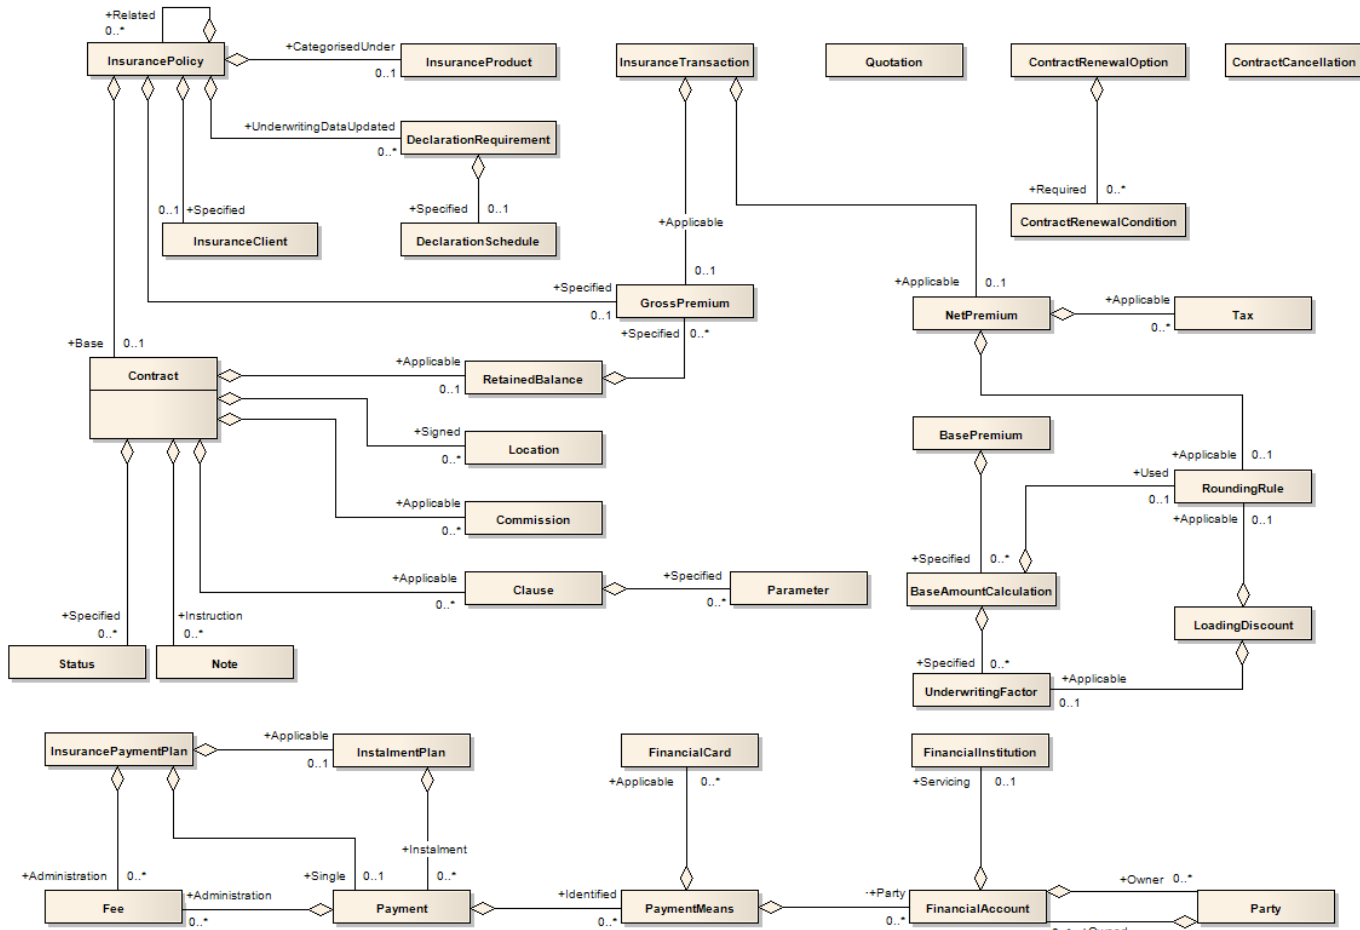 +Related
0..*
InsurancePolicy
+CategorisedUnder
0..1
InsuranceProduct
InsuranceTransaction
Quotation
ContractRenewalOption
ContractCancellation
+UnderwritingDataUpdated
0..*
DeclarationRequirement
+Specified
0..1
DeclarationSchedule
0..1
+Specified
InsuranceClient
+Required
0..*
ContractRenewalCondition
+Applicable
0..1
+Specified
0..1
GrossPremium
+Specified
0..*
+Applicable
0..1
NetPremium
+Applicable
0..*
Tax
+Base
0..1
Contract
+Applicable
0..1
RetainedBalance
+Signed
0..*
Location
+Applicable
0..*
Commission
+Applicable
0..*
Clause
+Specified
0..*
Parameter
BasePremium
+Applicable
0..1
+Used
0..1
RoundingRule
+Applicable
0..1
+Specified
0..*
BaseAmountCalculation
LoadingDiscount
+Specified
0..*
UnderwritingFactor
+Applicable
0..1
+Specified
0..*
Status
+Instruction
0..*
Note
InsurancePaymentPlan
+Applicable
0..1
InstalmentPlan
FinancialCard
+Applicable
0..*
FinancialInstitution
+Servicing
0..1
+Administration
0..*
Fee
+Administration
0..*
+Single
0..1
+Instalment
0..*
Payment
+Identified
0..*
PaymentMeans
+Party
0..*
FinancialAccount
+Owner
0..*
Party
+Owned